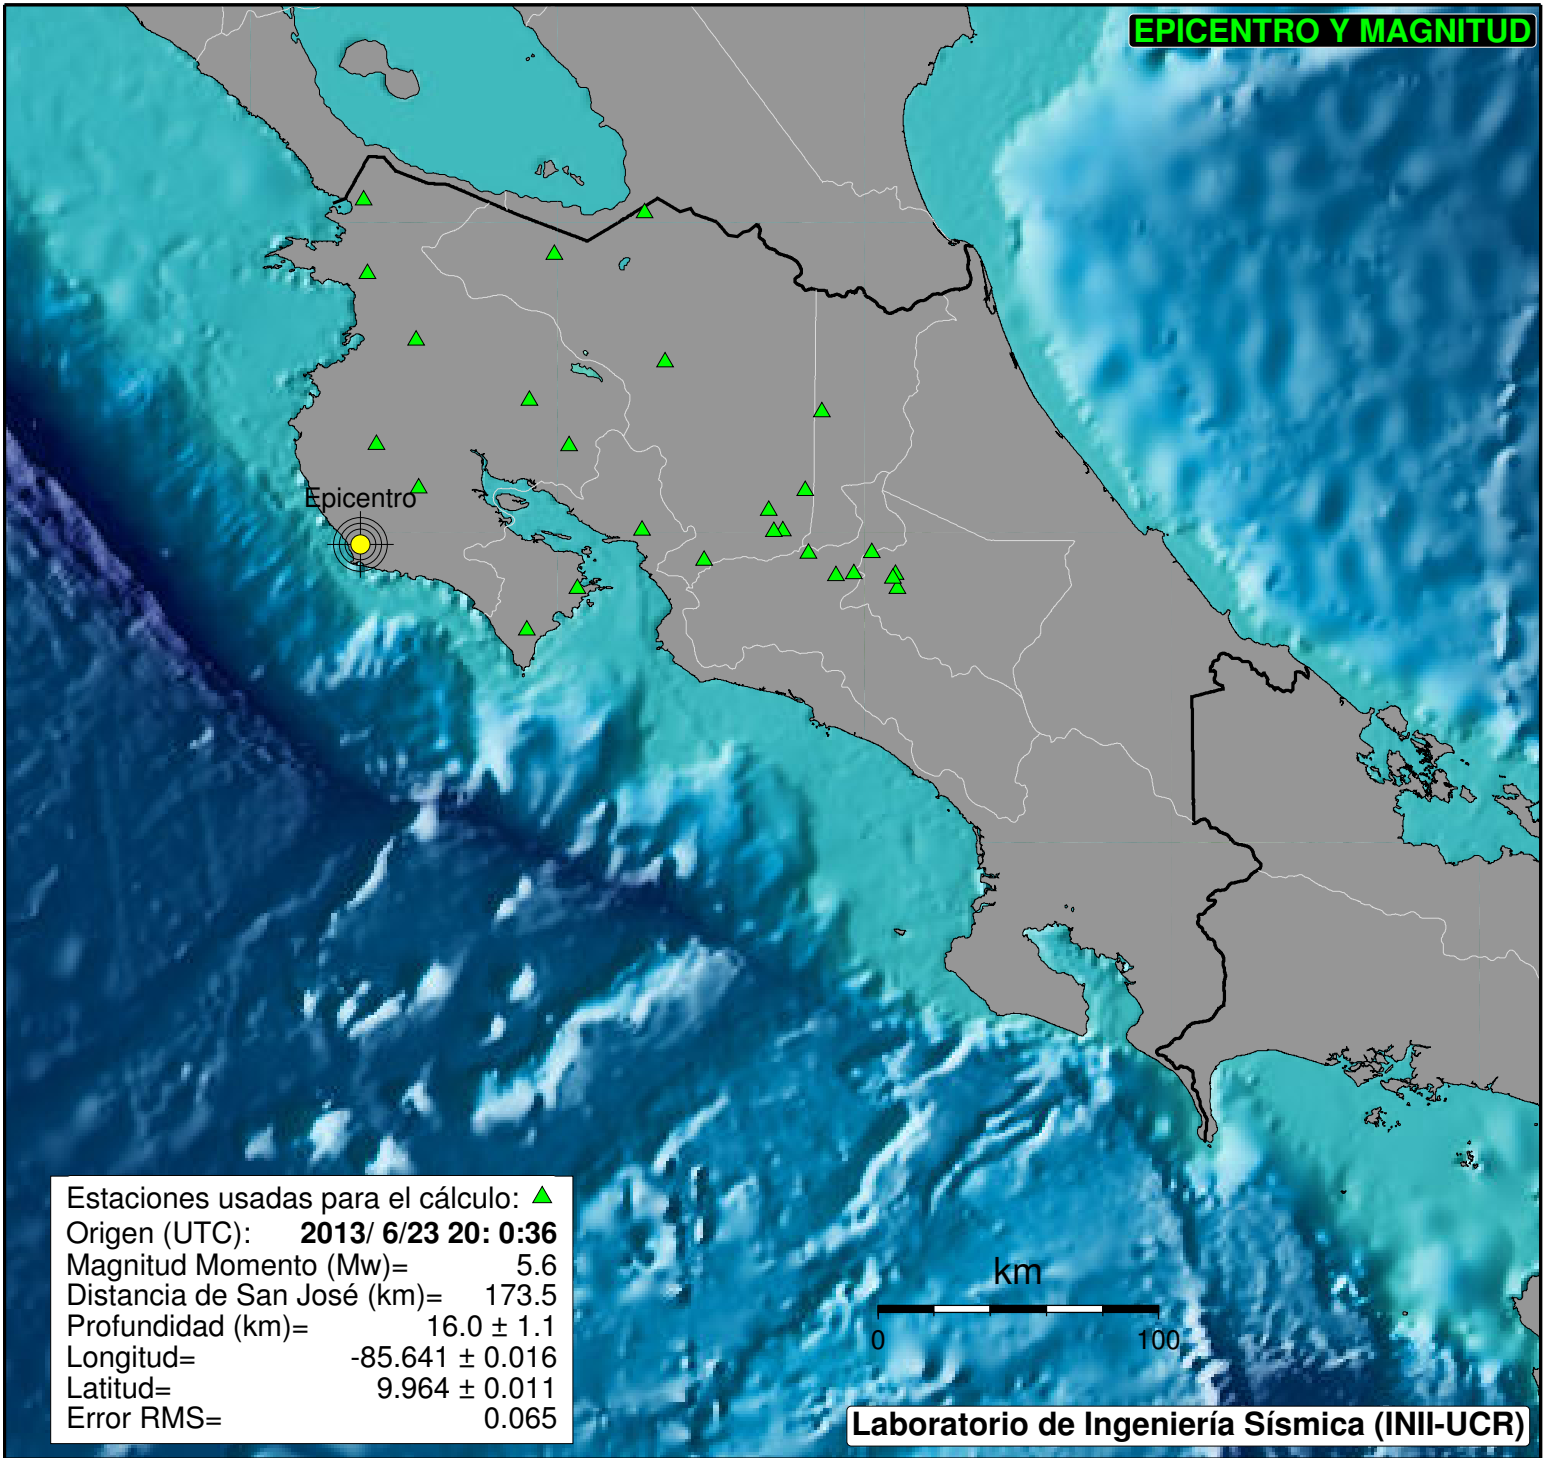 EPICENTRO Y MAGNITUD
Epicentro
Estaciones usadas para el cálculo:
Origen (UTC): 2013/ 6/23 20: 0:36
Magnitud Momento (Mw)= 5.6
Distancia de San José (km)= 173.5
Profundidad (km)= 16.0 ± 1.1
Longitud= -85.641 ± 0.016
Latitud= 9.964 ± 0.011
Error RMS= 0.065
km
0 100
Laboratorio de Ingeniería Sísmica (INII-UCR)